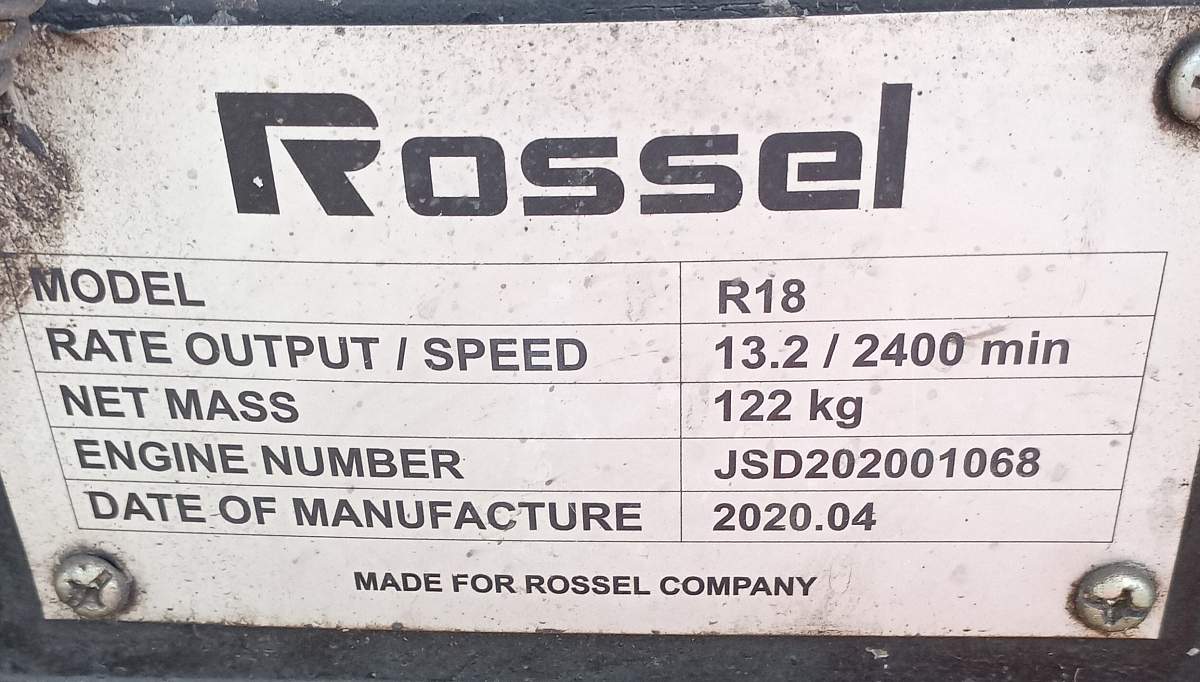 Rossel
MODEL R18
RATE OUTPUT / SPEED 13.2 / 2400 min
NET MASS 122 kg
ENGINE NUMBER JSD202001068
DATE OF MANUFACTURE 2020.04
MADE FOR ROSSEL COMPANY